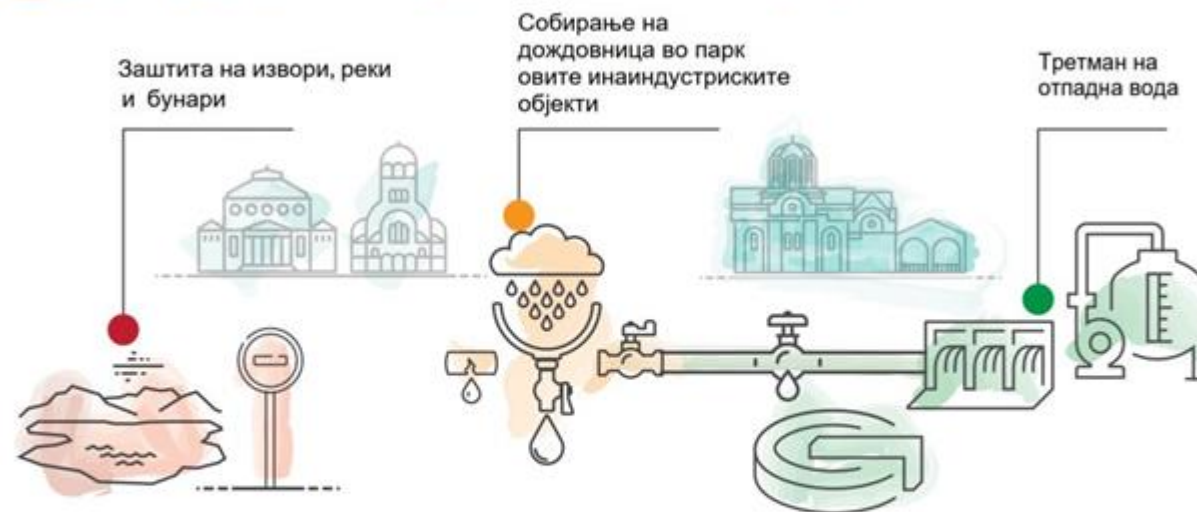 Заштита на извори, реки
и бунари
Собирање на
дождовница во парк
овите инаиндустриските
објекти
Третман на
отпадна вода